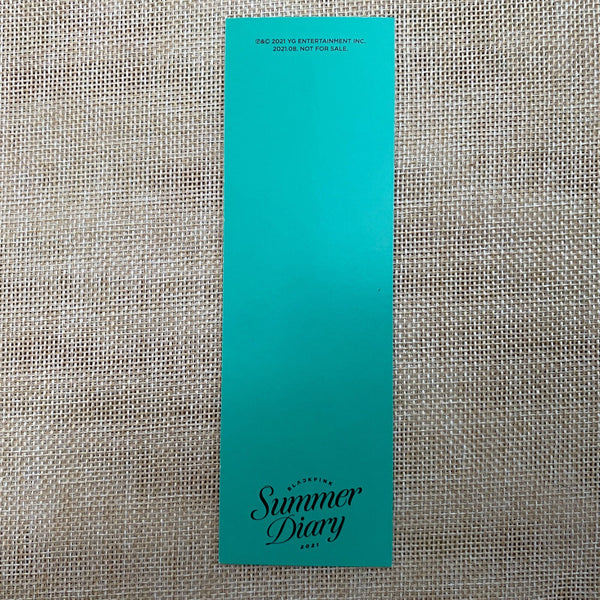 ℗&© 2021 YG ENTERTAINMENT INC.
2021.08. NOT FOR SALE.
BLACKPINK
Summer
Diary
2021